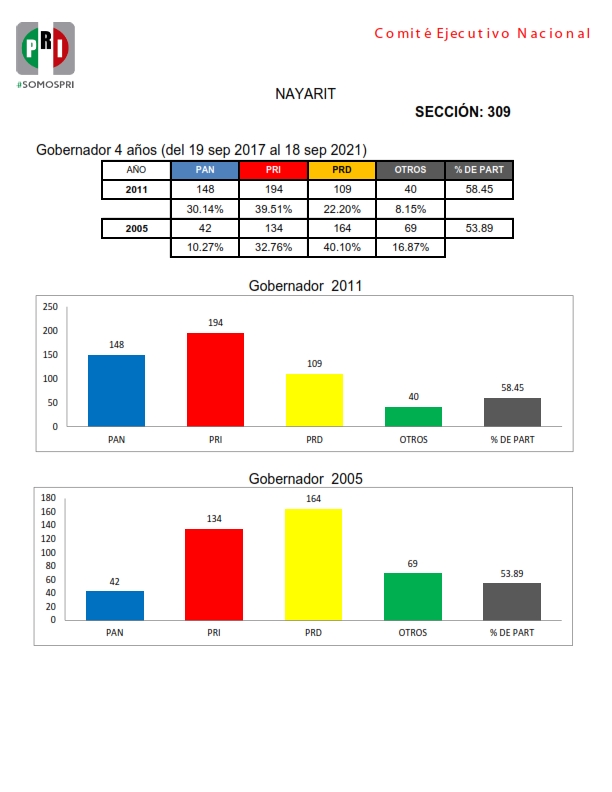 Comité Ejecutivo Nacional
PRI
#SOMOSPRI
NAYARIT
SECCIÓN: 309
Gobernador 4 años (del 19 sep 2017 al 18 sep 2021)
AÑO PAN PRI PRD OTROS % DE PART
2011 148 194 109 40 58.45
30.14% 39.51% 22.20% 8.15%
2005 42 134 164 69 53.89
10.27% 32.76% 40.10% 16.87%
Gobernador 2011
250
200
150
100
50
0
148
194
109
40
58.45
PAN PRI PRD OTROS % DE PART
Gobernador 2005
180
160
140
120
100
80
60
40
20
0
42
134
164
69
53.89
PAN PRI PRD OTROS % DE PART